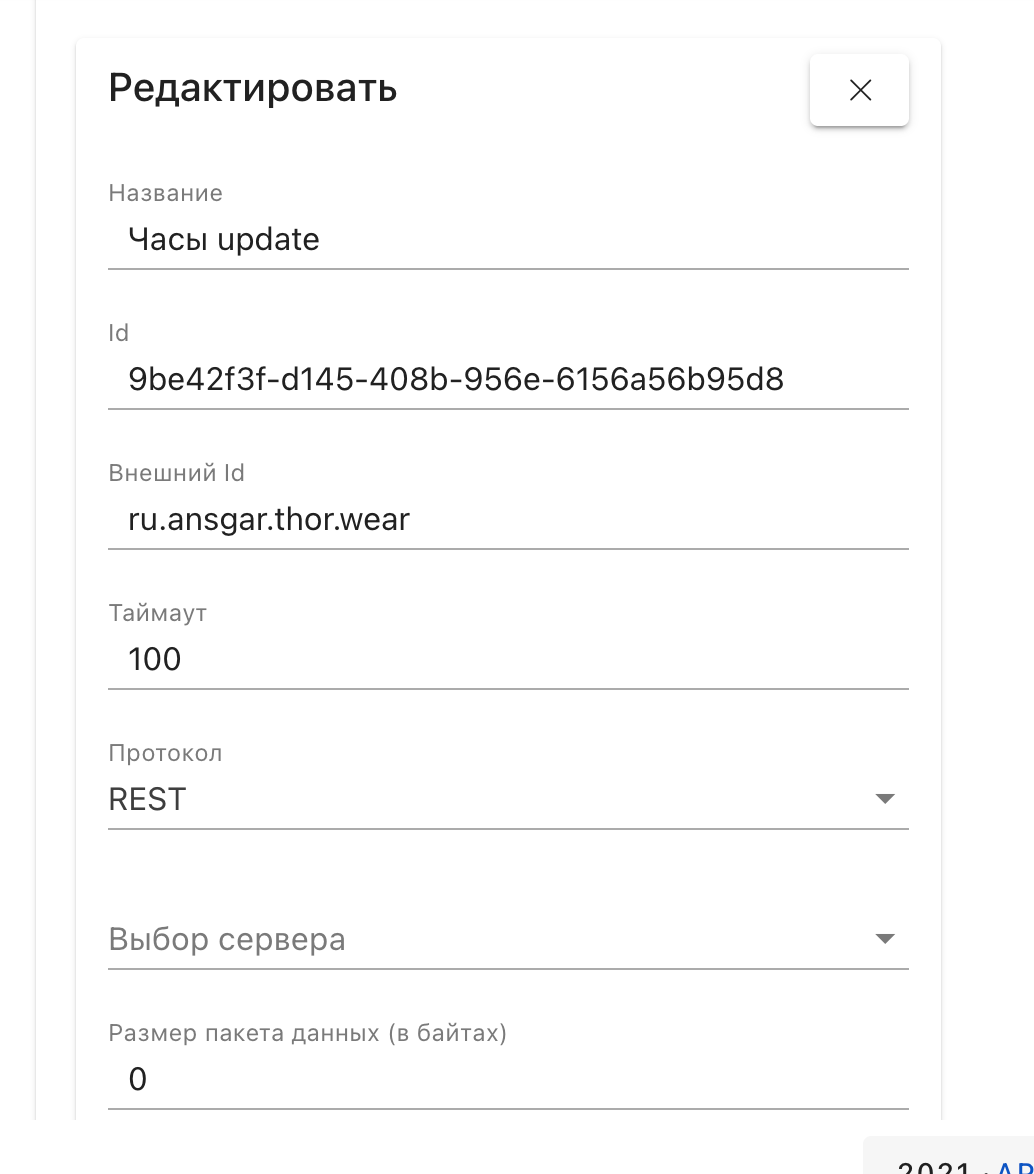 Редактировать
Название
Часы update
Id
9be42f3f-d145-408b-956e-6156a56b95d8
Внешний Id
ru.ansgar.thor.wear
Таймаут
100
Протокол
REST
Выбор сервера
Размер пакета данных (в байтах)
0
2021 ·